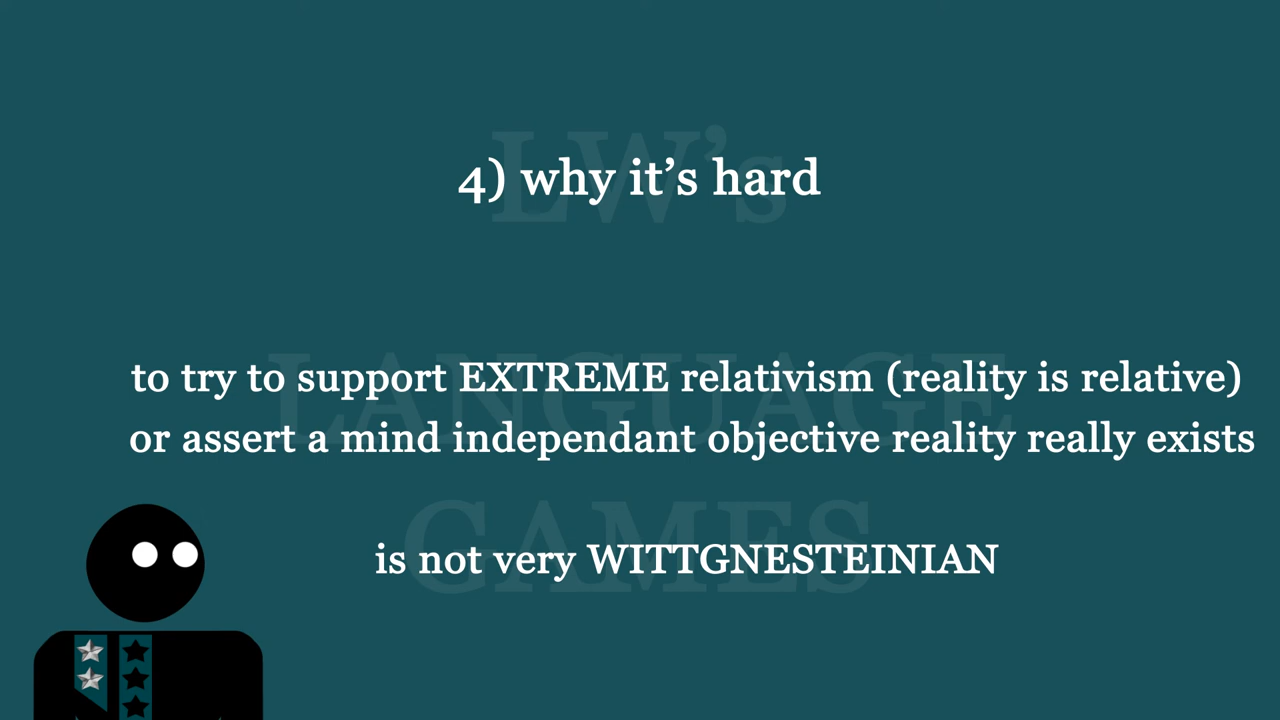 LW's
4) why it's hard
LANGUAGE
to try to support EXTREME relativism (reality is relative)
or assert a mind independant objective reality really exists
GAMES
is not very WITTGNESTEINIAN